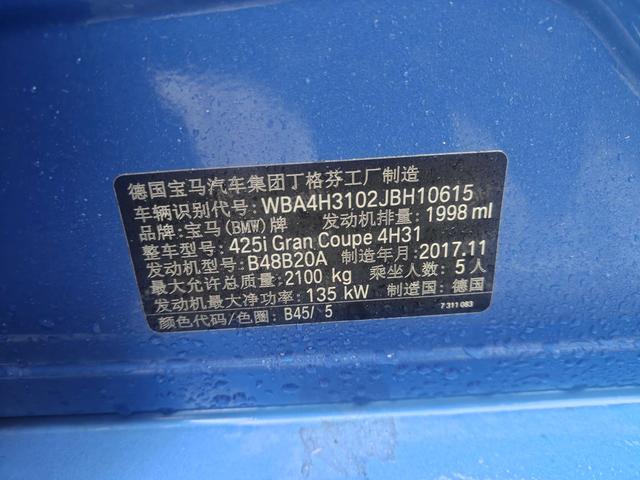 德国宝马汽车集团丁格芬工厂制造
车辆识别代号: WBA4H3102JBH10615
品牌: 宝马(BMW)牌 发动机排量: 1998 ml
整车型号: 425i Gran Coupe 4H31
发动机型号: B48B20A 制造年月: 2017.11
最大允许总质量: 2100 kg 乘坐人数: 5人
发动机最大净功率: 135 kW 制造国: 德国
颜色代码/色圈: B45/ 5 7 311 083